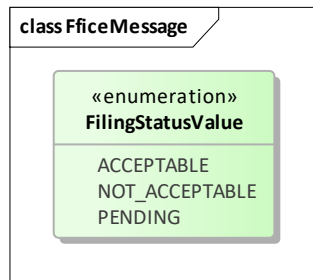 class FficeMessage
«enumeration»
FilingStatusValue
ACCEPTABLE
NOT_ACCEPTABLE
PENDING